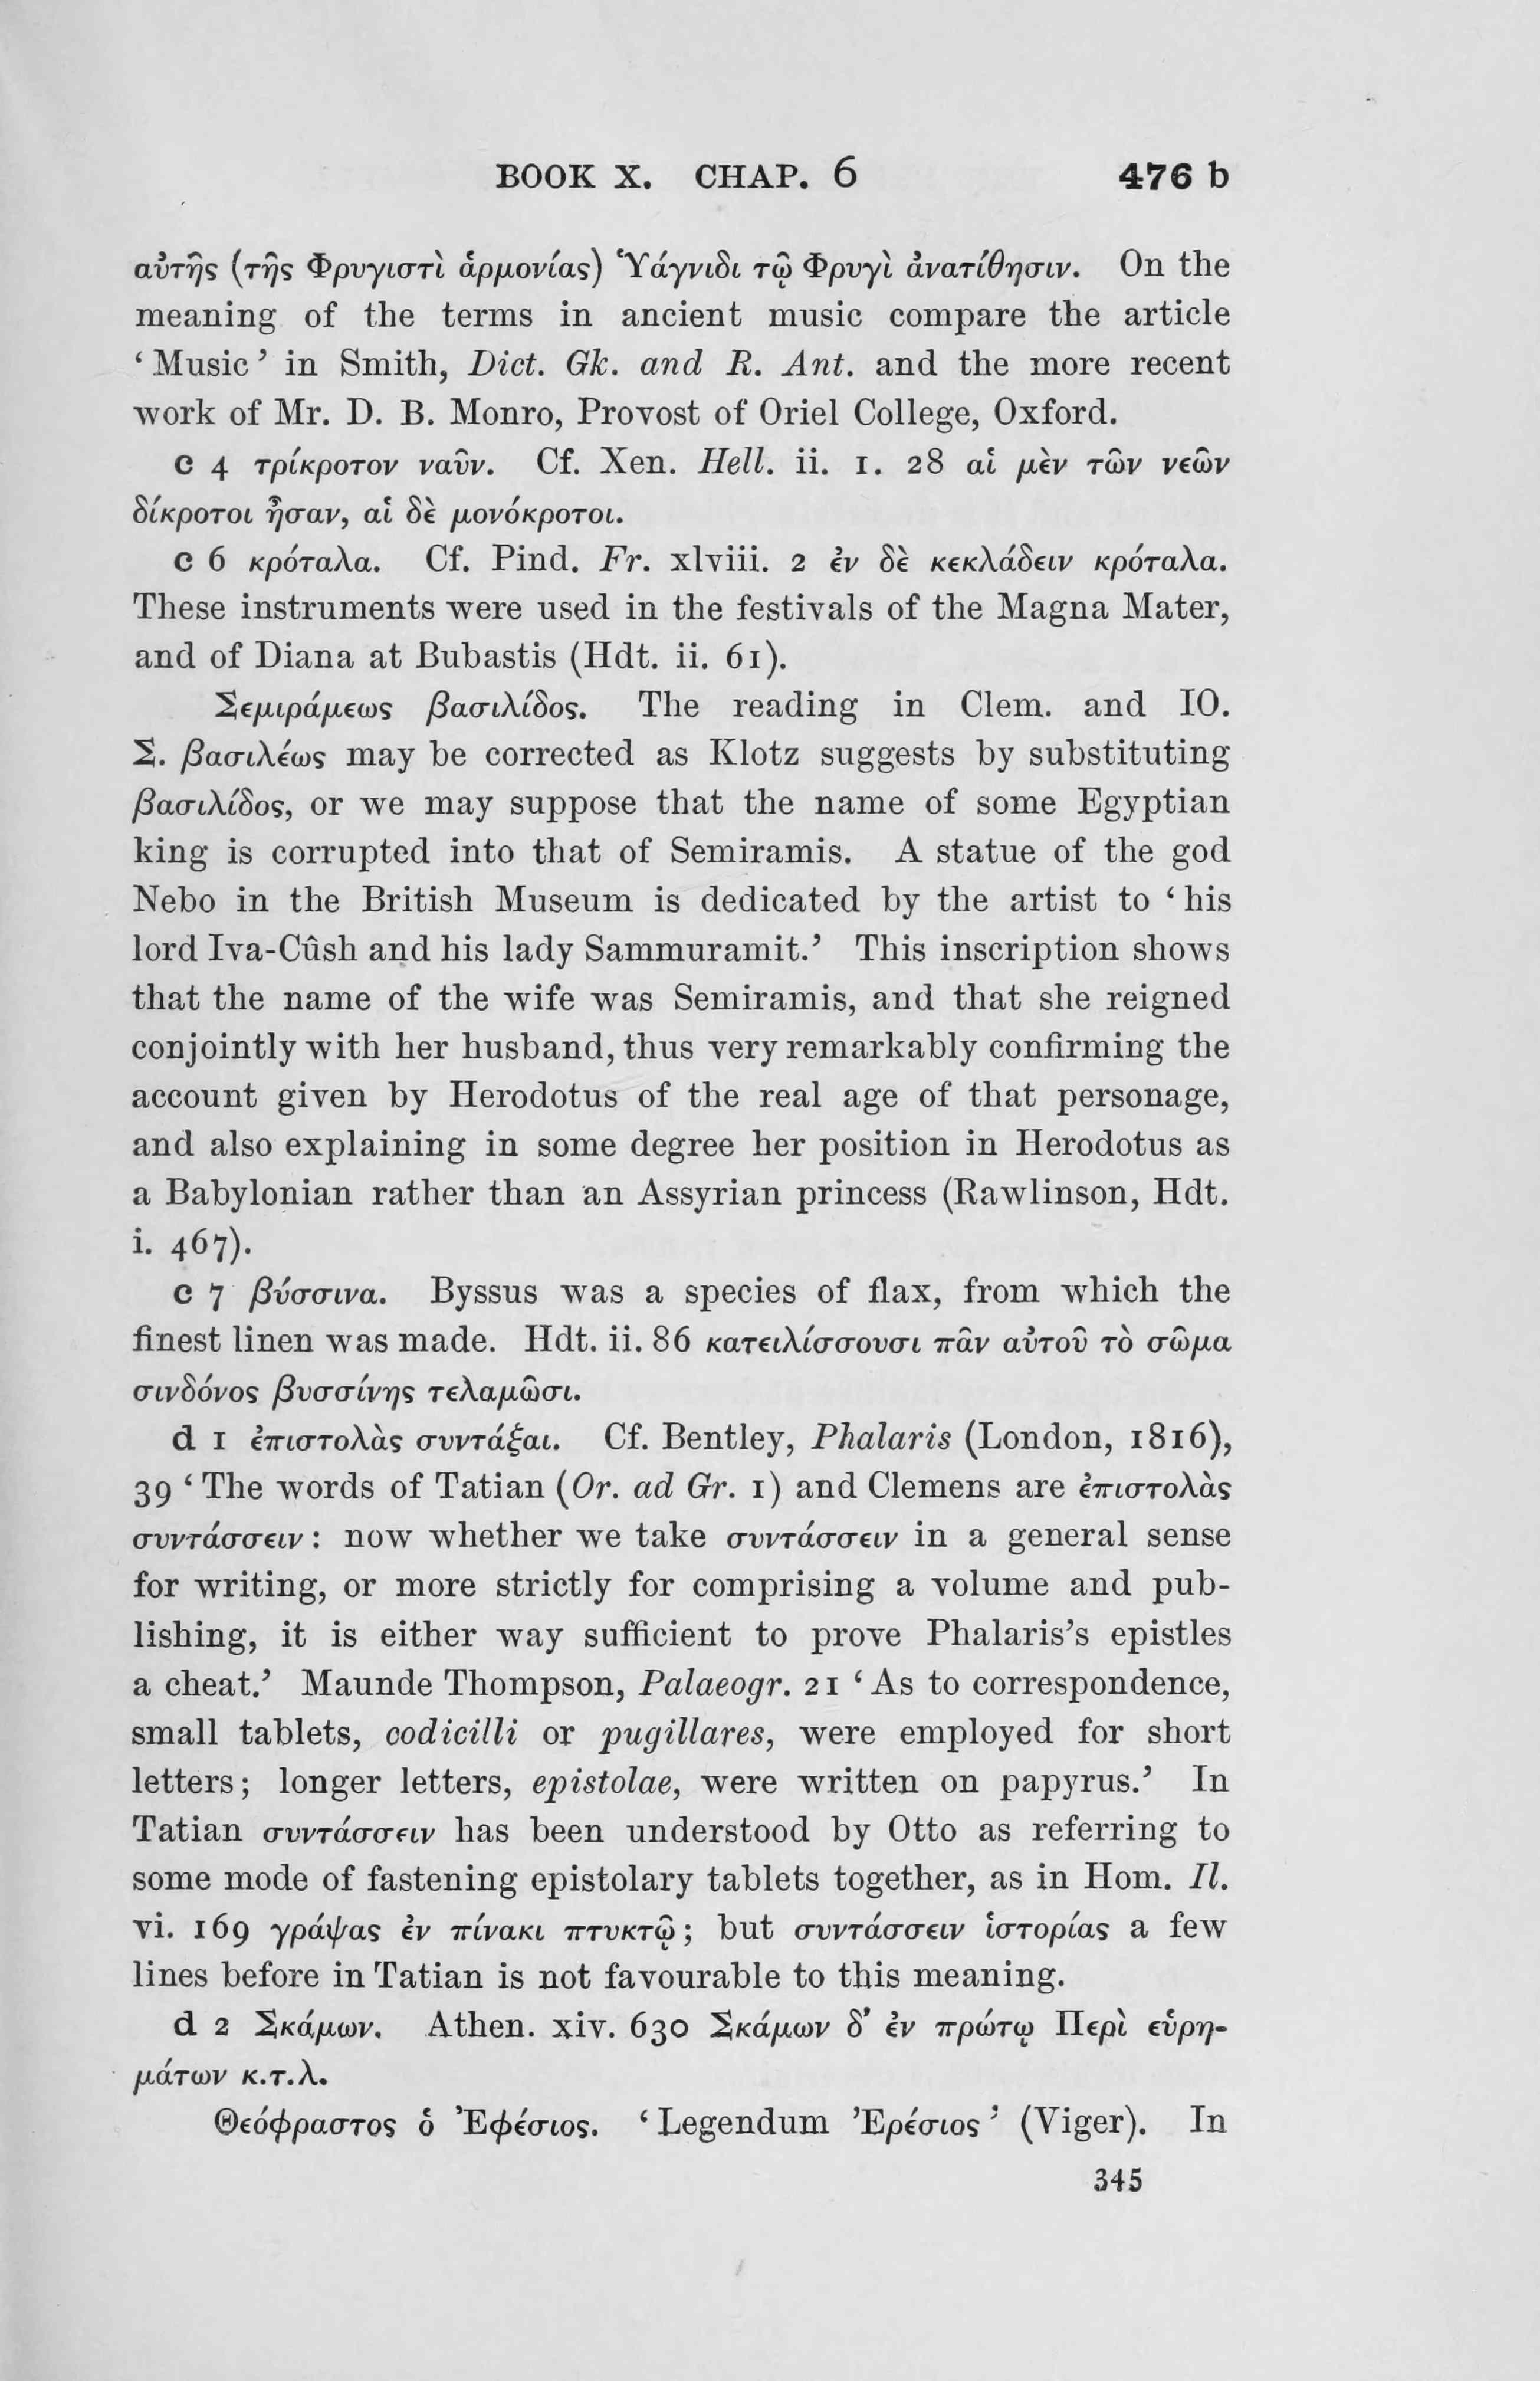 BOOK X. CHAP. 6 476 b
αὐτῆς (τῆς Φρυγιστὶ ἁρμονίας) Ὑάγνιδι τῷ Φρυγὶ ἀνατίθησιν. On the
meaning of the terms in ancient music compare the article
‘Music’ in Smith, Dict. Gk. and R. Ant. and the more recent
work of Mr. D. B. Monro, Provost of Oriel College, Oxford.
c 4 τρίκροτον ναῦν. Cf. Xen. Hell. ii. 1. 28 αἱ μὲν τῶν νεῶν
δίκροτοι ἦσαν, αἱ δὲ μονόκροτοι.
c 6 κρόταλα. Cf. Pind. Fr. xlviii. 2 ἐν δὲ κεκλάδειν κρόταλα.
These instruments were used in the festivals of the Magna Mater,
and of Diana at Bubastis (Hdt. ii. 61).
Σεμιράμεως βασιλίδος. The reading in Clem. and IO.
Σ. βασιλέως may be corrected as Klotz suggests by substituting
βασιλίδος, or we may suppose that the name of some Egyptian
king is corrupted into that of Semiramis. A statue of the god
Nebo in the British Museum is dedicated by the artist to ‘his
lord Iva-Cûsh and his lady Sammuramit.’ This inscription shows
that the name of the wife was Semiramis, and that she reigned
conjointly with her husband, thus very remarkably confirming the
account given by Herodotus of the real age of that personage,
and also explaining in some degree her position in Herodotus as
a Babylonian rather than an Assyrian princess (Rawlinson, Hdt.
i. 467).
c 7 βύσσινα. Byssus was a species of flax, from which the
finest linen was made. Hdt. ii. 86 κατειλίσσουσι πᾶν αὐτοῦ τὸ σῶμα
σινδόνος βυσσίνης τελαμῶσι.
d 1 ἐπιστολὰς συντάξαι. Cf. Bentley, Phalaris (London, 1816),
39 ‘The words of Tatian (Or. ad Gr. 1) and Clemens are ἐπιστολὰς
συντάσσειν: now whether we take συντάσσειν in a general sense
for writing, or more strictly for comprising a volume and pub-
lishing, it is either way sufficient to prove Phalaris’s epistles
a cheat.’ Maunde Thompson, Palaeogr. 21 ‘As to correspondence,
small tablets, codicilli or pugillares, were employed for short
letters; longer letters, epistolae, were written on papyrus.’ In
Tatian συντάσσειν has been understood by Otto as referring to
some mode of fastening epistolary tablets together, as in Hom. Il.
vi. 169 γράψας ἐν πίνακι πτυκτῷ; but συντάσσειν ἱστορίας a few
lines before in Tatian is not favourable to this meaning.
d 2 Σκάμων. Athen. xiv. 630 Σκάμων δ’ ἐν πρώτῳ Περὶ εὑρη-
μάτων κ.τ.λ.
Θεόφραστος ὁ Ἐφέσιος. ‘Legendum Ἐρέσιος’ (Viger). In
345